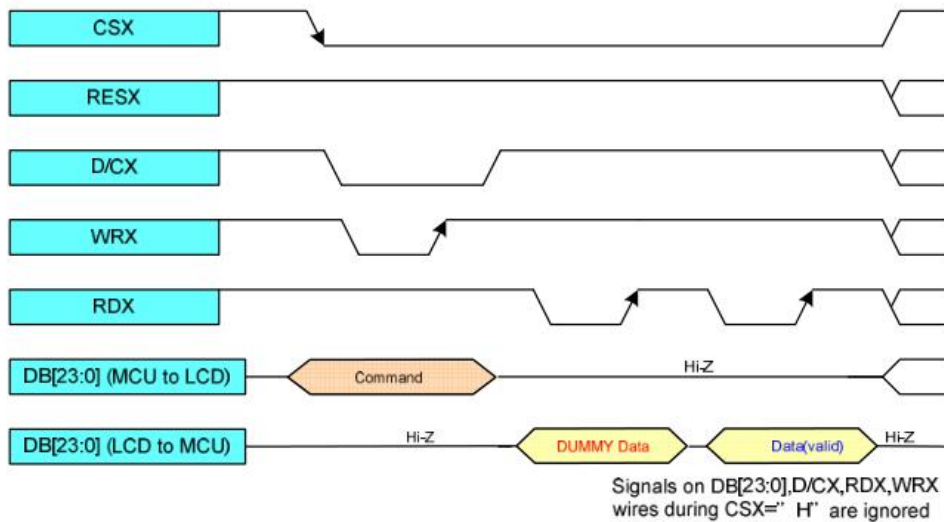 CSX
RESX
D/CX
WRX
RDX
DB[23:0] (MCU to LCD)
Command
Hi-Z
DB[23:0] (LCD to MCU)
Hi-Z
DUMMY Data
Data(valid)
Hi-Z
Signals on DB[23:0],D/CX,RDX,WRX
wires during CSX=" H" are ignored